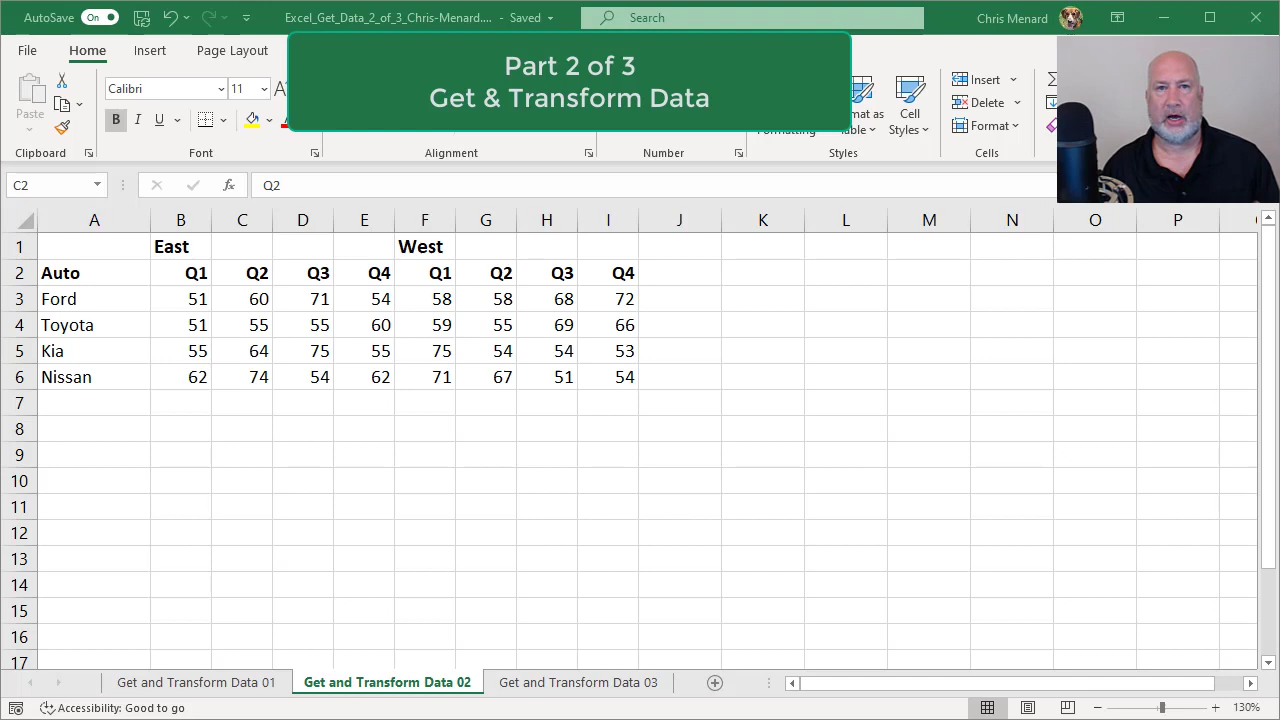 AutoSave On Excel_Get_Data_2_of_3_Chris-Menard.... - Saved Search Chris Menard
File Home Insert Page Layout
Part 2 of 3
Get & Transform Data
Paste
Calibri 11 A
B I U
Table Cell
Styles
Insert
Delete
Format
Clipboard Font Alignment Number Styles Cells
C2 fx Q2
A B C D E F G H I J K L M N O P
1 East West
2 Auto Q1 Q2 Q3 Q4 Q1 Q2 Q3 Q4
3 Ford 51 60 71 54 58 58 68 72
4 Toyota 51 55 55 60 59 55 69 66
5 Kia 55 64 75 55 75 54 54 53
6 Nissan 62 74 54 62 71 67 51 54
7
8
9
10
11
12
13
14
15
16
17
Get and Transform Data 01 Get and Transform Data 02 Get and Transform Data 03
Accessibility: Good to go 130%